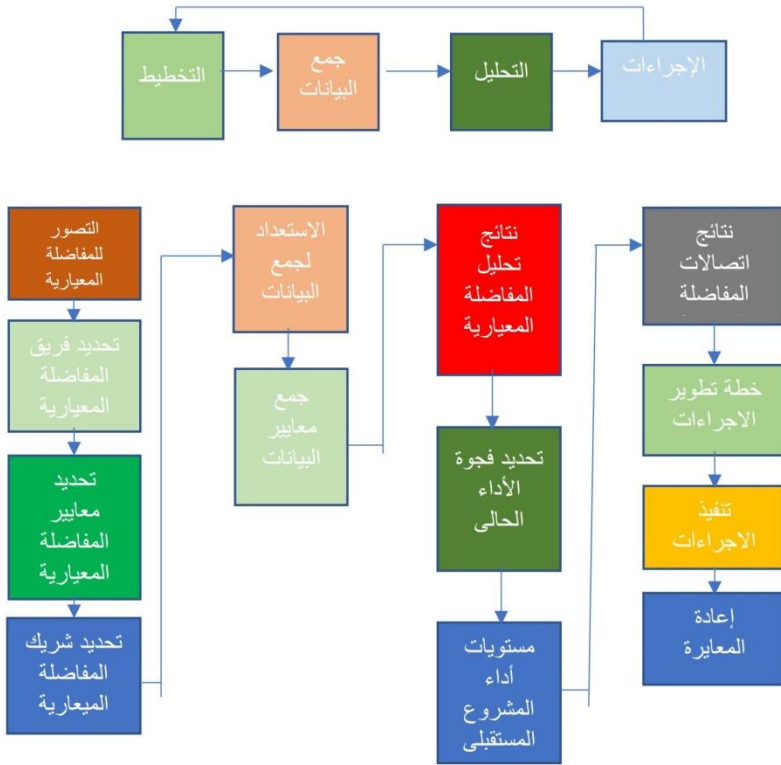 التخطيط
جمع
البيانات
التحليل
الإجراءات
التصور
للمفاضلة
المعيارية
تحديد فريق
المفاضلة
المعيارية
تحديد
معايير
المفاضلة
المعيارية
تحديد شريك
المفاضلة
الميعارية
الاستعداد
لجمع
البيانات
جمع
معايير
البيانات
نتائج
تحليل
المفاضلة
المعيارية
تحديد فجوة
الأداء
الحالى
مستويات
أداء
المشروع
المستقبلى
نتائج
اتصالات
المفاضلة
خطة تطوير
الاجراءات
تنفيذ
الاجراءات
إعادة
المعايرة